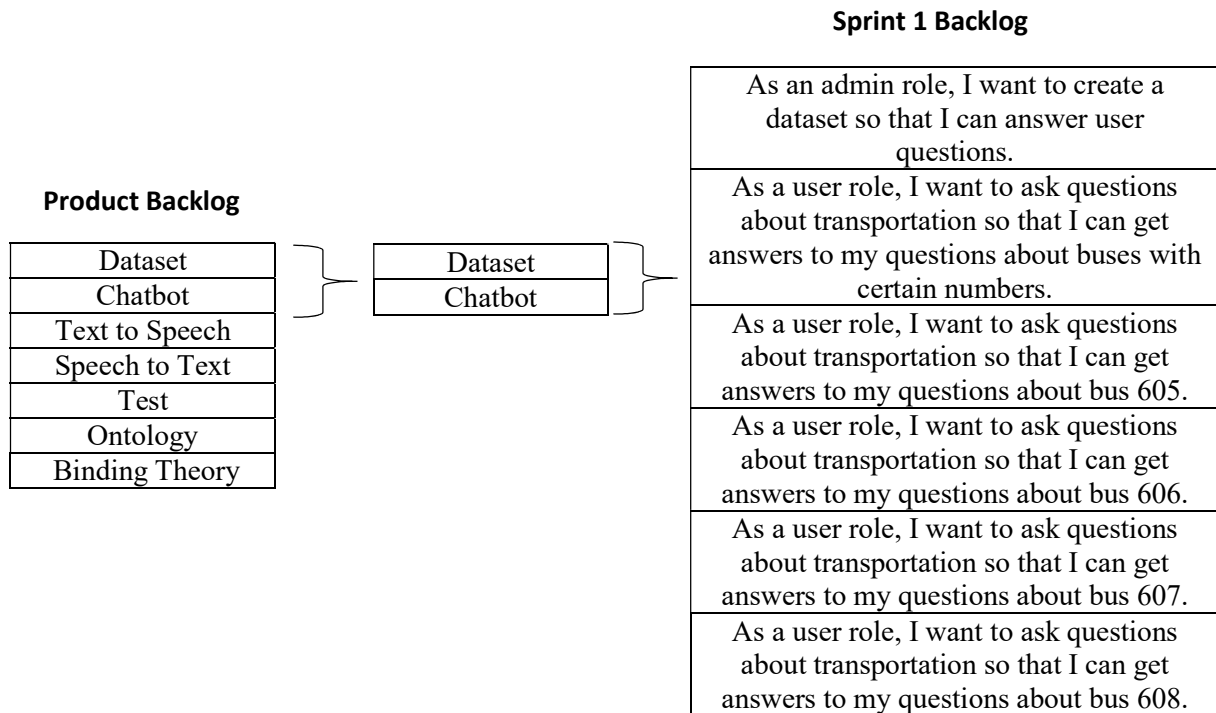 Product Backlog
Dataset
Chatbot
Text to Speech
Speech to Text
Test
Ontology
Binding Theory
Dataset
Chatbot
Sprint 1 Backlog
As an admin role, I want to create a
dataset so that I can answer user
questions.
As a user role, I want to ask questions
about transportation so that I can get
answers to my questions about buses with
certain numbers.
As a user role, I want to ask questions
about transportation so that I can get
answers to my questions about bus 605.
As a user role, I want to ask questions
about transportation so that I can get
answers to my questions about bus 606.
As a user role, I want to ask questions
about transportation so that I can get
answers to my questions about bus 607.
As a user role, I want to ask questions
about transportation so that I can get
answers to my questions about bus 608.